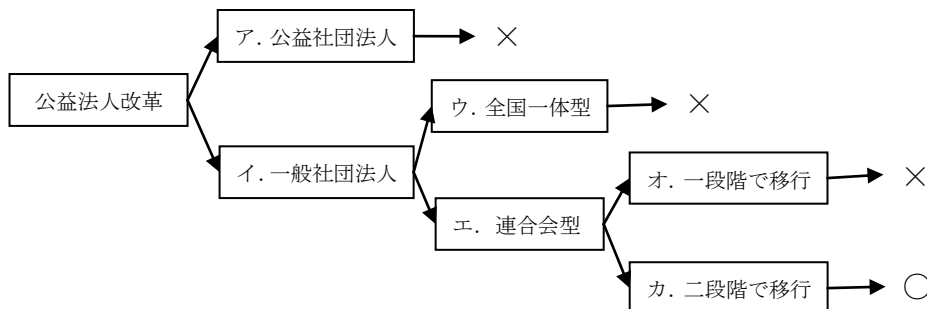 公益法人改革
ア. 公益社団法人
×
イ. 一般社団法人
ウ. 全国一体型
×
エ. 連合会型
オ. 一段階で移行
×
カ. 二段階で移行
○